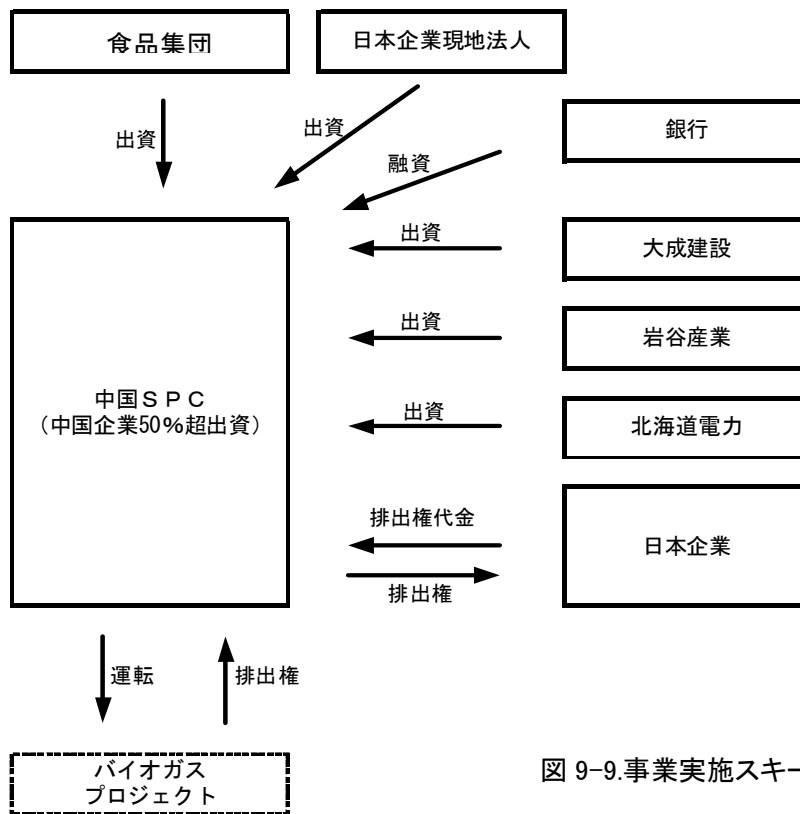 食品集団
日本企業現地法人
出資
出資
銀行
融資
出資
大成建設
出資
岩谷産業
中国ＳＰＣ
（中国企業50％超出資）
出資
北海道電力
排出権代金
日本企業
排出権
運転
排出権
バイオガス
プロジェクト
図 9-9.事業実施スキー